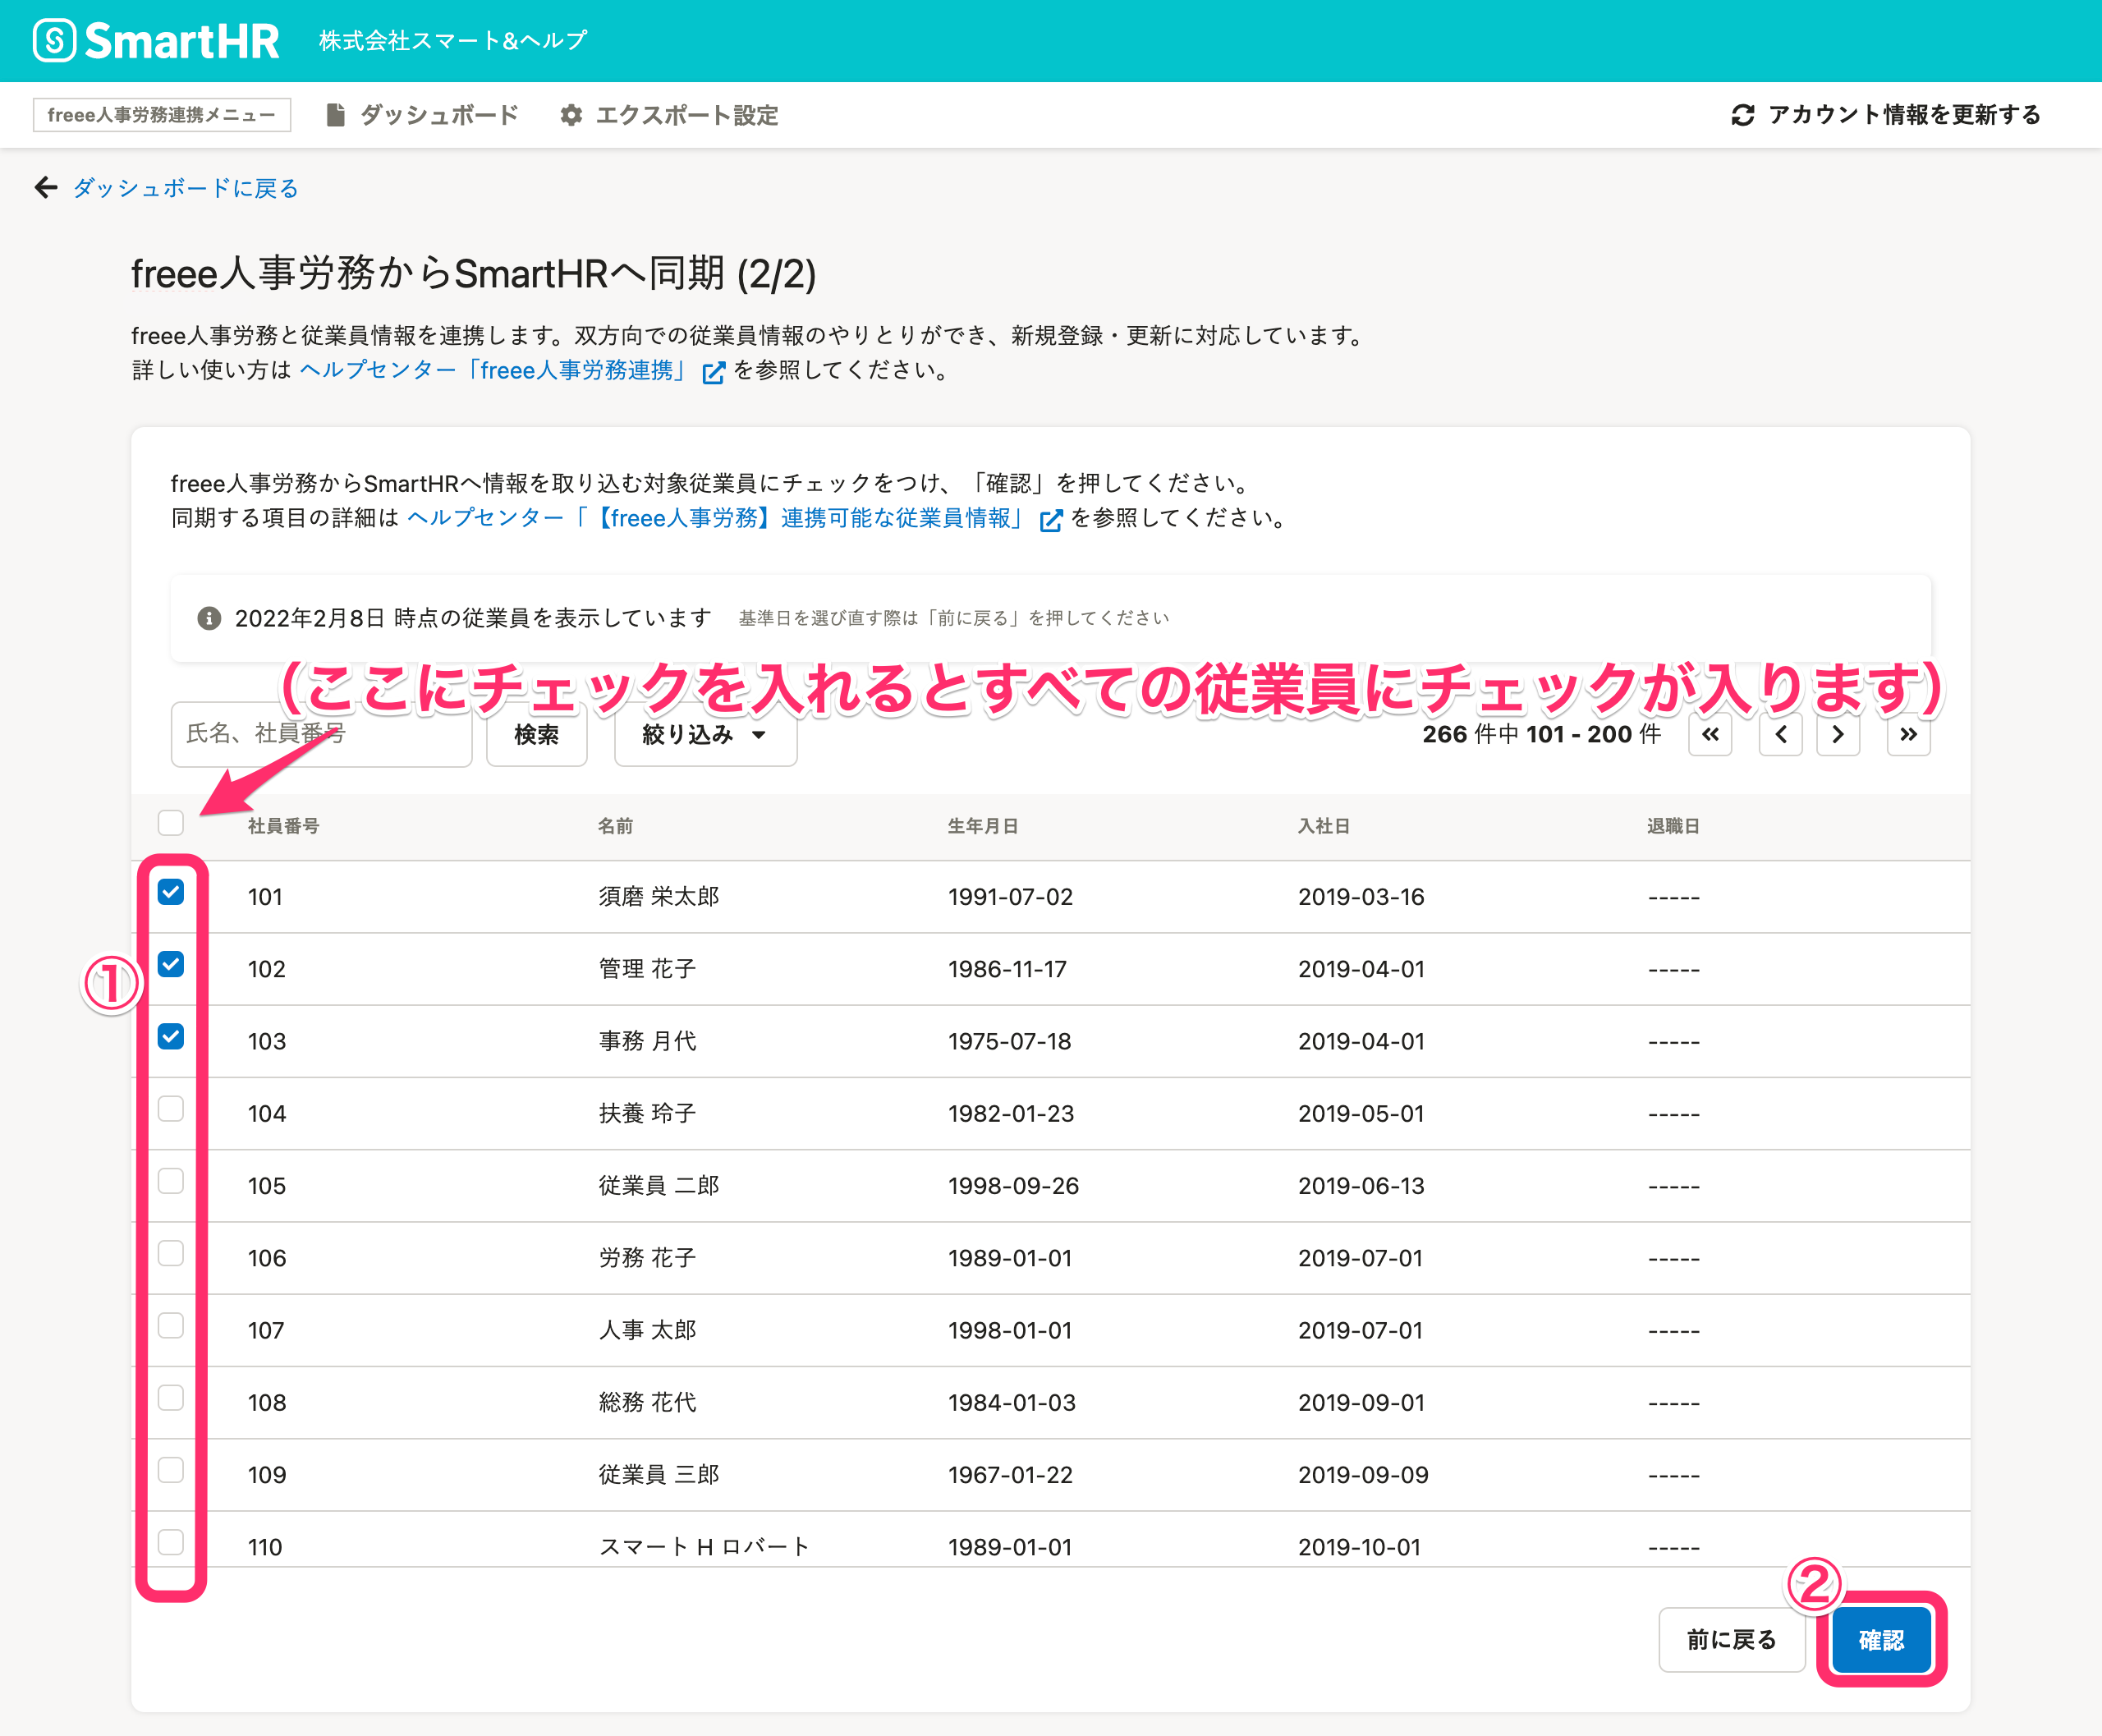 SmartHR 株式会社スマート&ヘルプ
freee人事労務連携メニュー ダッシュボード エクスポート設定 アカウント情報を更新する
ダッシュボードに戻る
freee人事労務からSmartHRへ同期 (2/2)
freee人事労務と従業員情報を連携します。双方向での従業員情報のやりとりができ、新規登録・更新に対応しています。
詳しい使い方は ヘルプセンター「freee人事労務連携」 を参照してください。
freee人事労務からSmartHRへ情報を取り込む対象従業員にチェックをつけ、「確認」を押してください。
同期する項目の詳細は ヘルプセンター「【freee人事労務】連携可能な従業員情報」 を参照してください。
2022年2月8日 時点の従業員を表示しています 基準日を選び直す際は「前に戻る」を押してください
（ここにチェックを入れるとすべての従業員にチェックが入ります）
氏名、社員番号 検索 絞り込み 266 件中 101 - 200 件
社員番号 名前 生年月日 入社日 退職日
101 須磨 栄太郎 1991-07-02 2019-03-16 -----
102 管理 花子 1986-11-17 2019-04-01 -----
①
103 事務 月代 1975-07-18 2019-04-01 -----
104 扶養 玲子 1982-01-23 2019-05-01 -----
105 従業員 二郎 1998-09-26 2019-06-13 -----
106 労務 花子 1989-01-01 2019-07-01 -----
107 人事 太郎 1998-01-01 2019-07-01 -----
108 総務 花代 1984-01-03 2019-09-01 -----
109 従業員 三郎 1967-01-22 2019-09-09 -----
110 スマート H ロバート 1989-01-01 2019-10-01 -----
②
前に戻る 確認